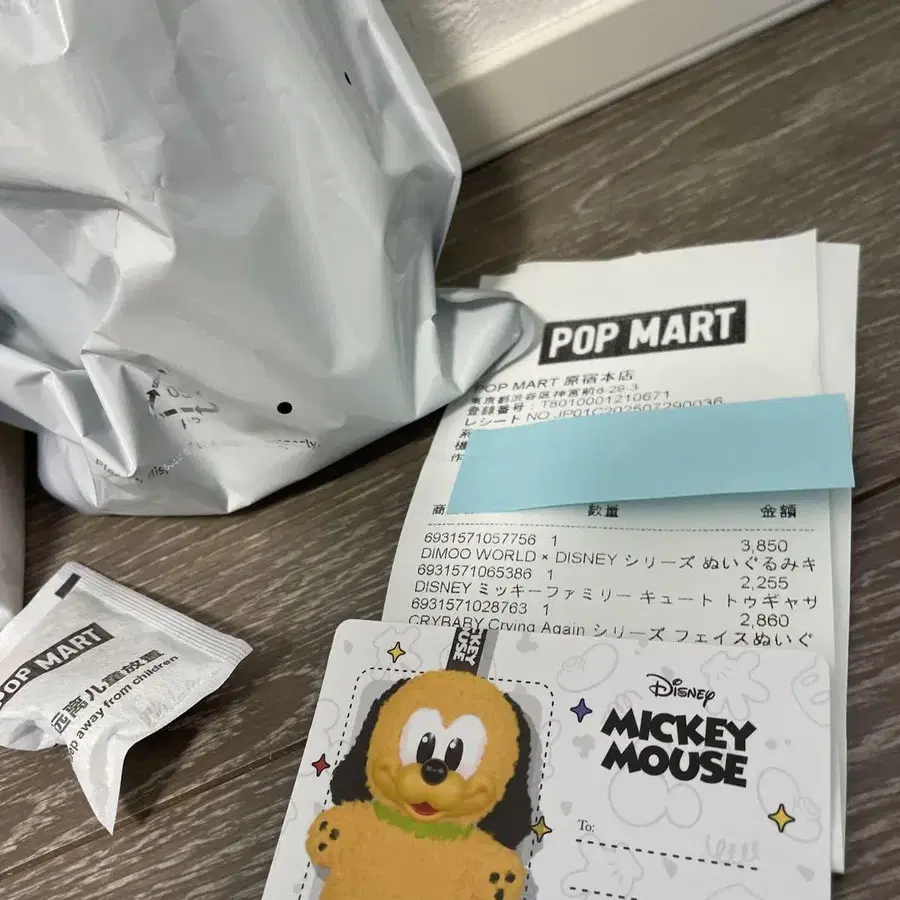 POP MART
POP MART 原宿本店
東京都渋谷区神宮前6-29-3
登録番号：T8010001210671
レシート NO.JP01C202507290036
数量 金額
6931571057756 1 3,850
DIMOO WORLD × DISNEY シリーズ ぬいぐるみキ
6931571065386 1 2,255
DISNEY ミッキーファミリー キュート トゥギャザ
6931571028763 1 2,860
CRYBABY Crying Again シリーズ フェイスぬいぐ
POP MART
远离儿童放置
away from children
Disney
MICKEY
MOUSE
To: